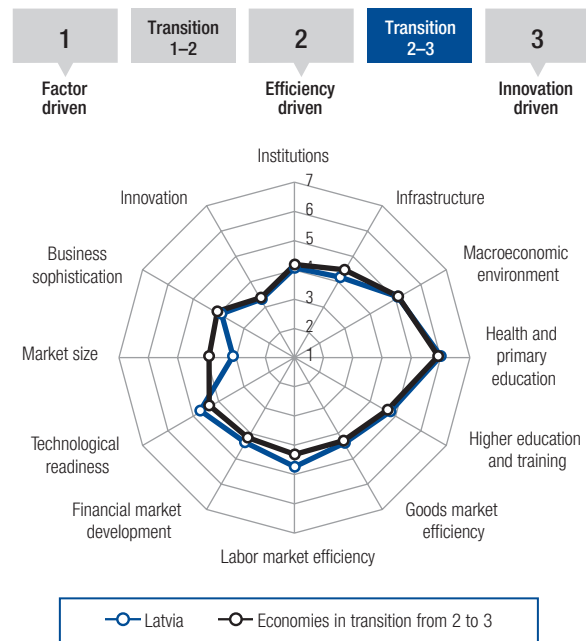 1
Transition
1–2
2
Transition
2–3
3
Factor
driven
Efficiency
driven
Innovation
driven
Institutions
7
Innovation
Infrastructure
6
5
Business
sophistication
Macroeconomic
environment
4
3
2
Market size
1
Health and
primary
education
Technological
readiness
Higher education
and training
Financial market
development
Goods market
efficiency
Labor market efficiency
Latvia
Economies in transition from 2 to 3